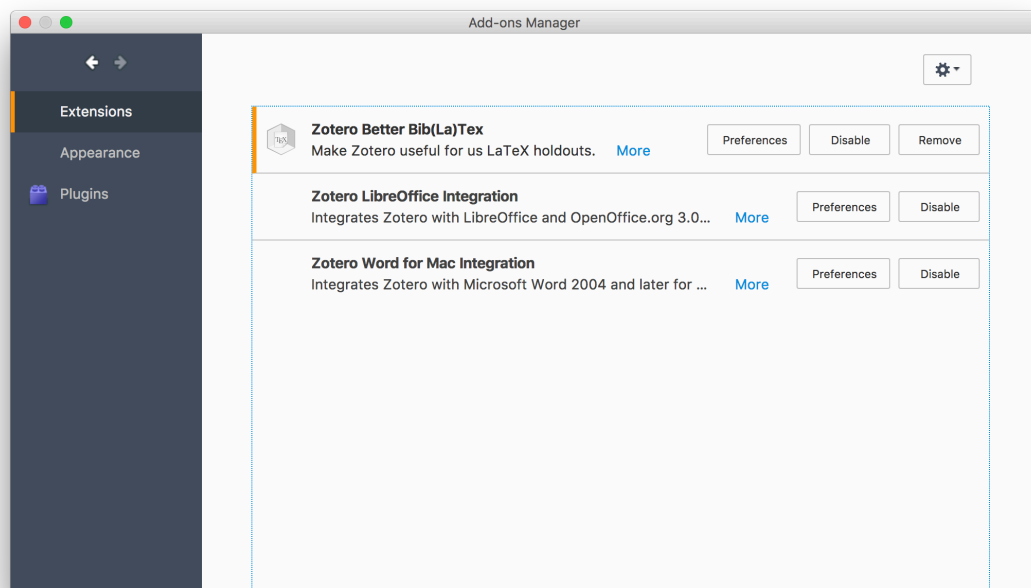 Add-ons Manager
Extensions
Appearance
Plugins
Zotero Better Bib(La)Tex
Make Zotero useful for us LaTeX holdouts. More
Preferences
Disable
Remove
Zotero LibreOffice Integration
Integrates Zotero with LibreOffice and OpenOffice.org 3.0... More
Preferences
Disable
Zotero Word for Mac Integration
Integrates Zotero with Microsoft Word 2004 and later for ... More
Preferences
Disable